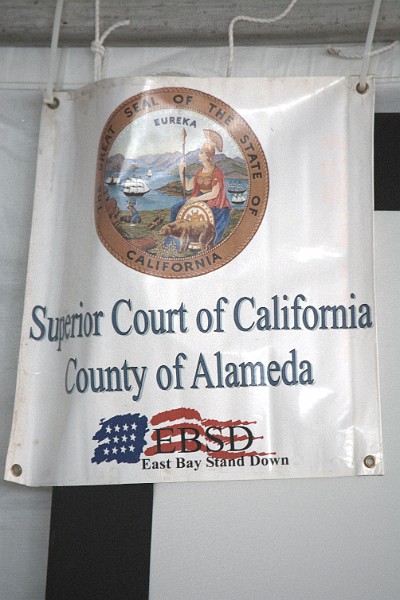 THE GREAT SEAL OF THE STATE OF CALIFORNIA
EUREKA
Superior Court of California
County of Alameda
EBSD
East Bay Stand Down